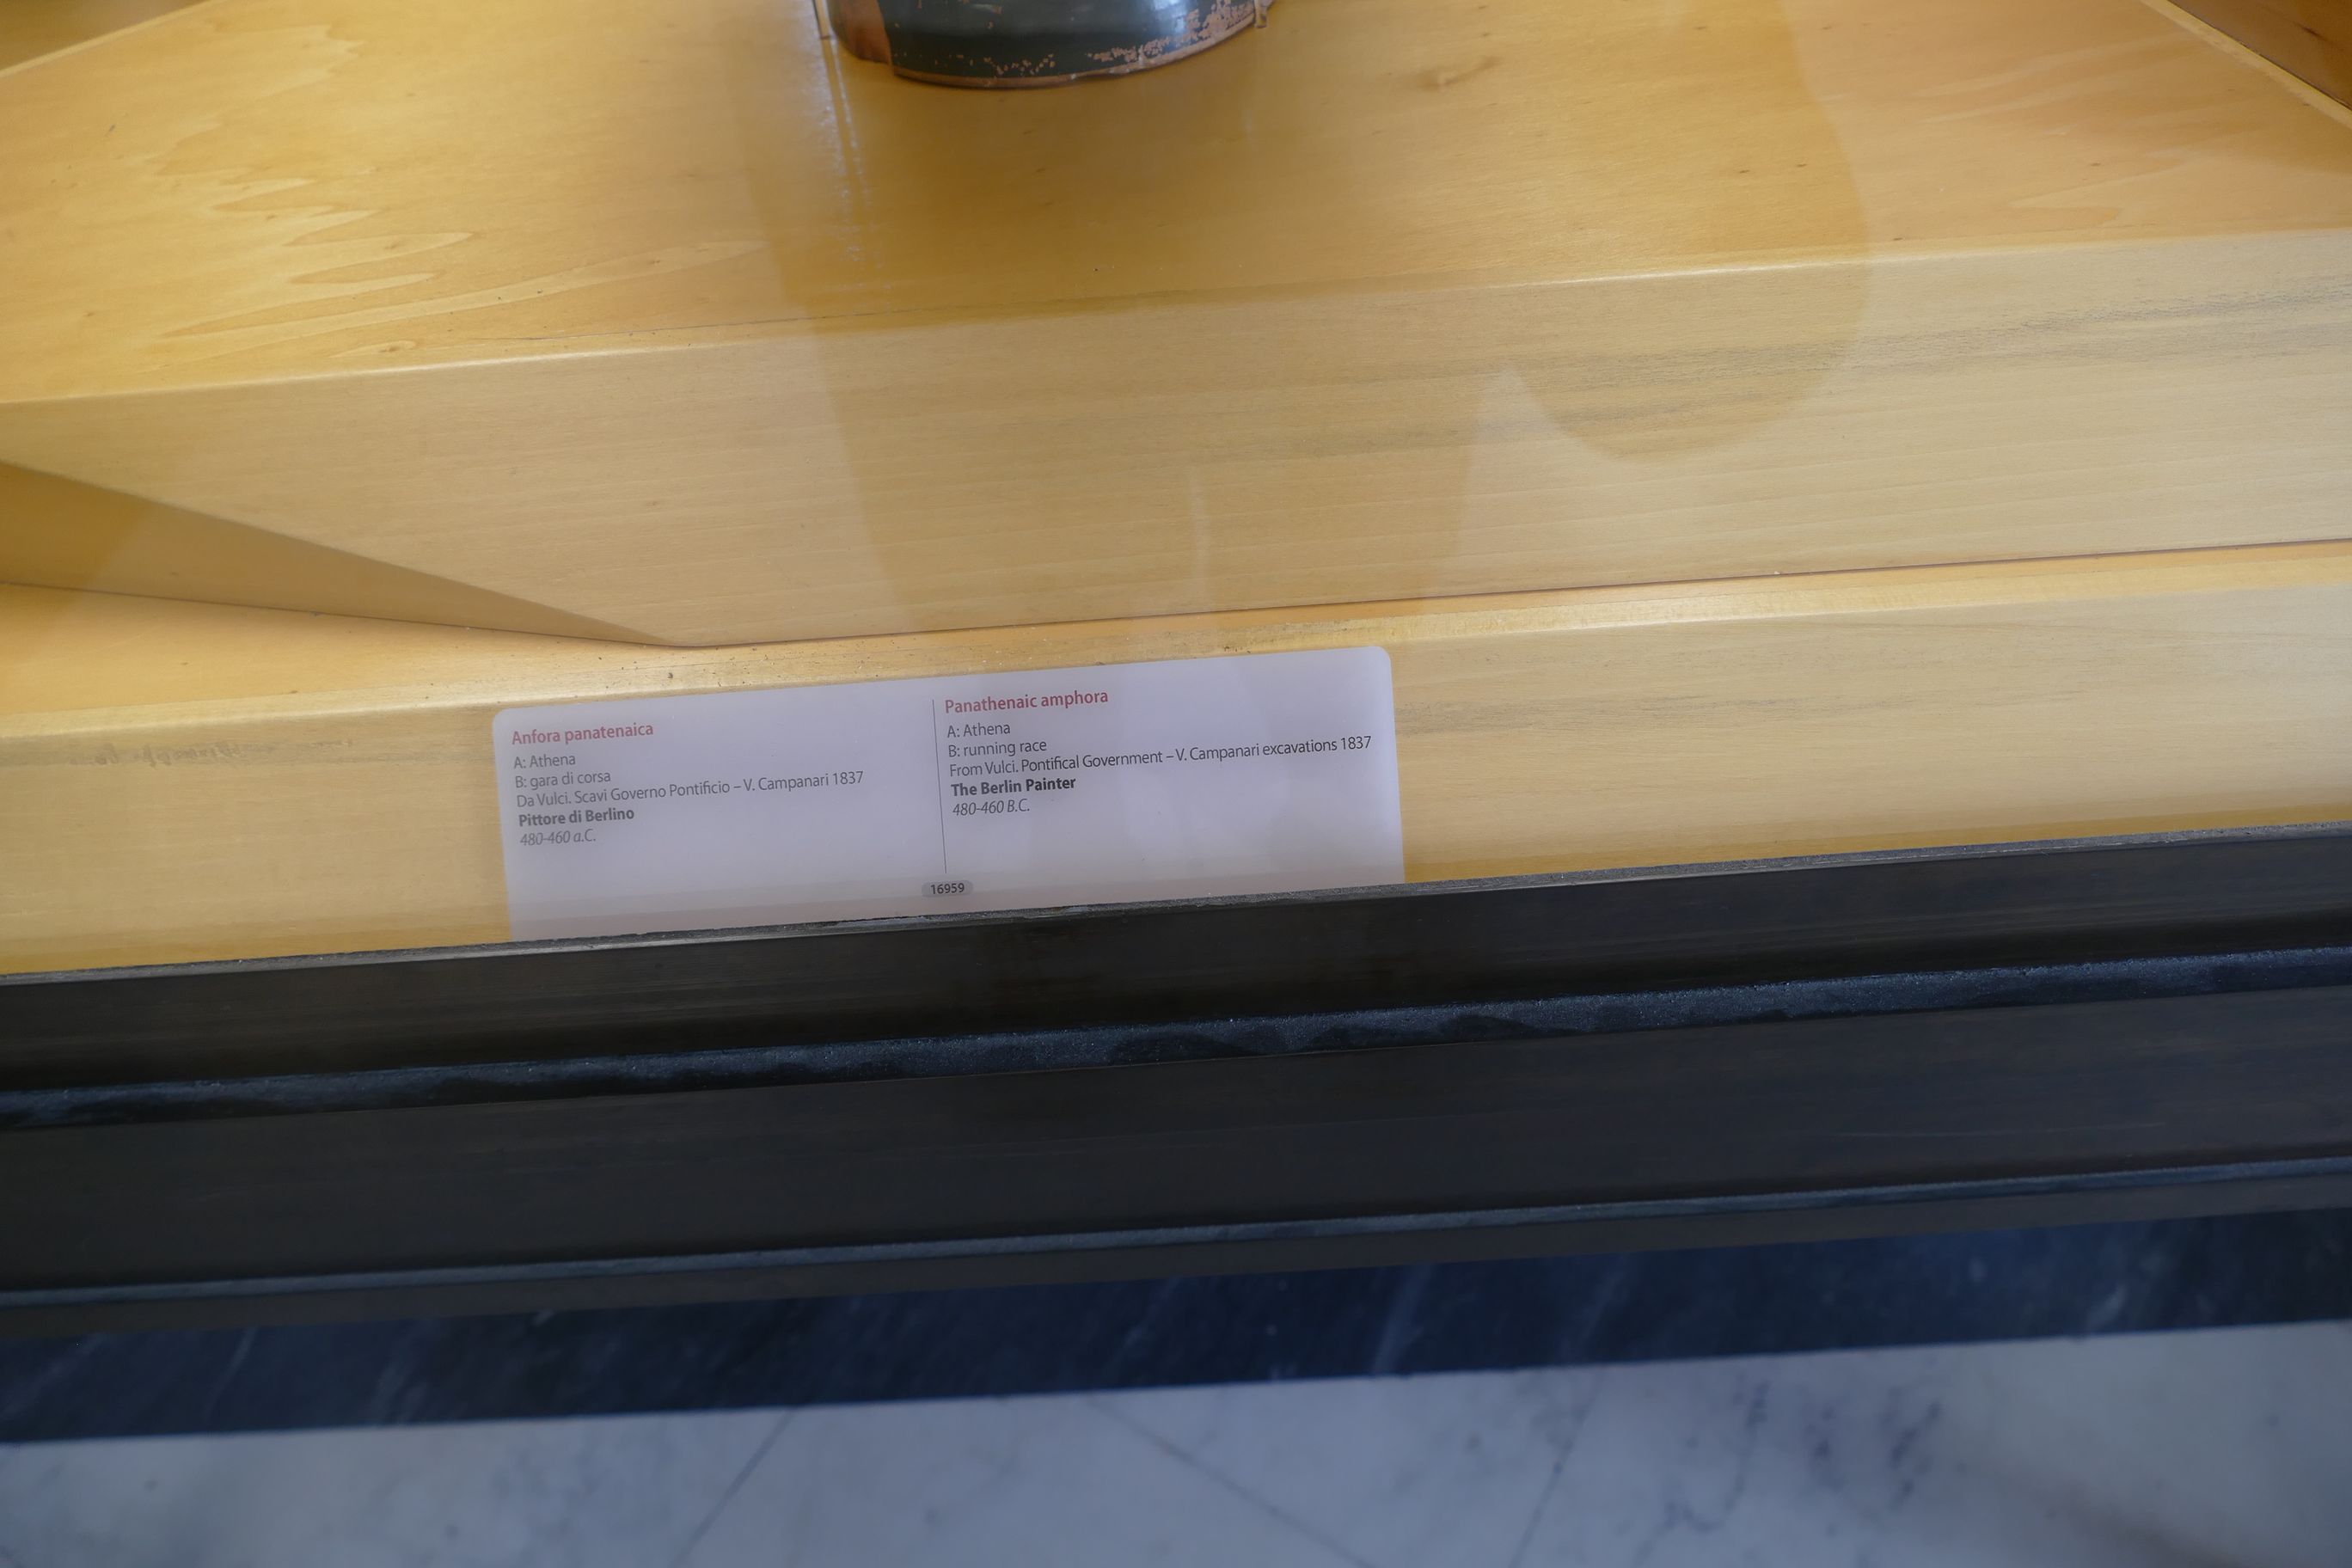 Anfora panatenaica
A: Athena
B: gara di corsa
Da Vulci. Scavi Governo Pontificio – V. Campanari 1837
Pittore di Berlino
480-460 a.C.
Panathenaic amphora
A: Athena
B: running race
From Vulci. Pontifical Government – V. Campanari excavations 1837
The Berlin Painter
480-460 B.C.
16959